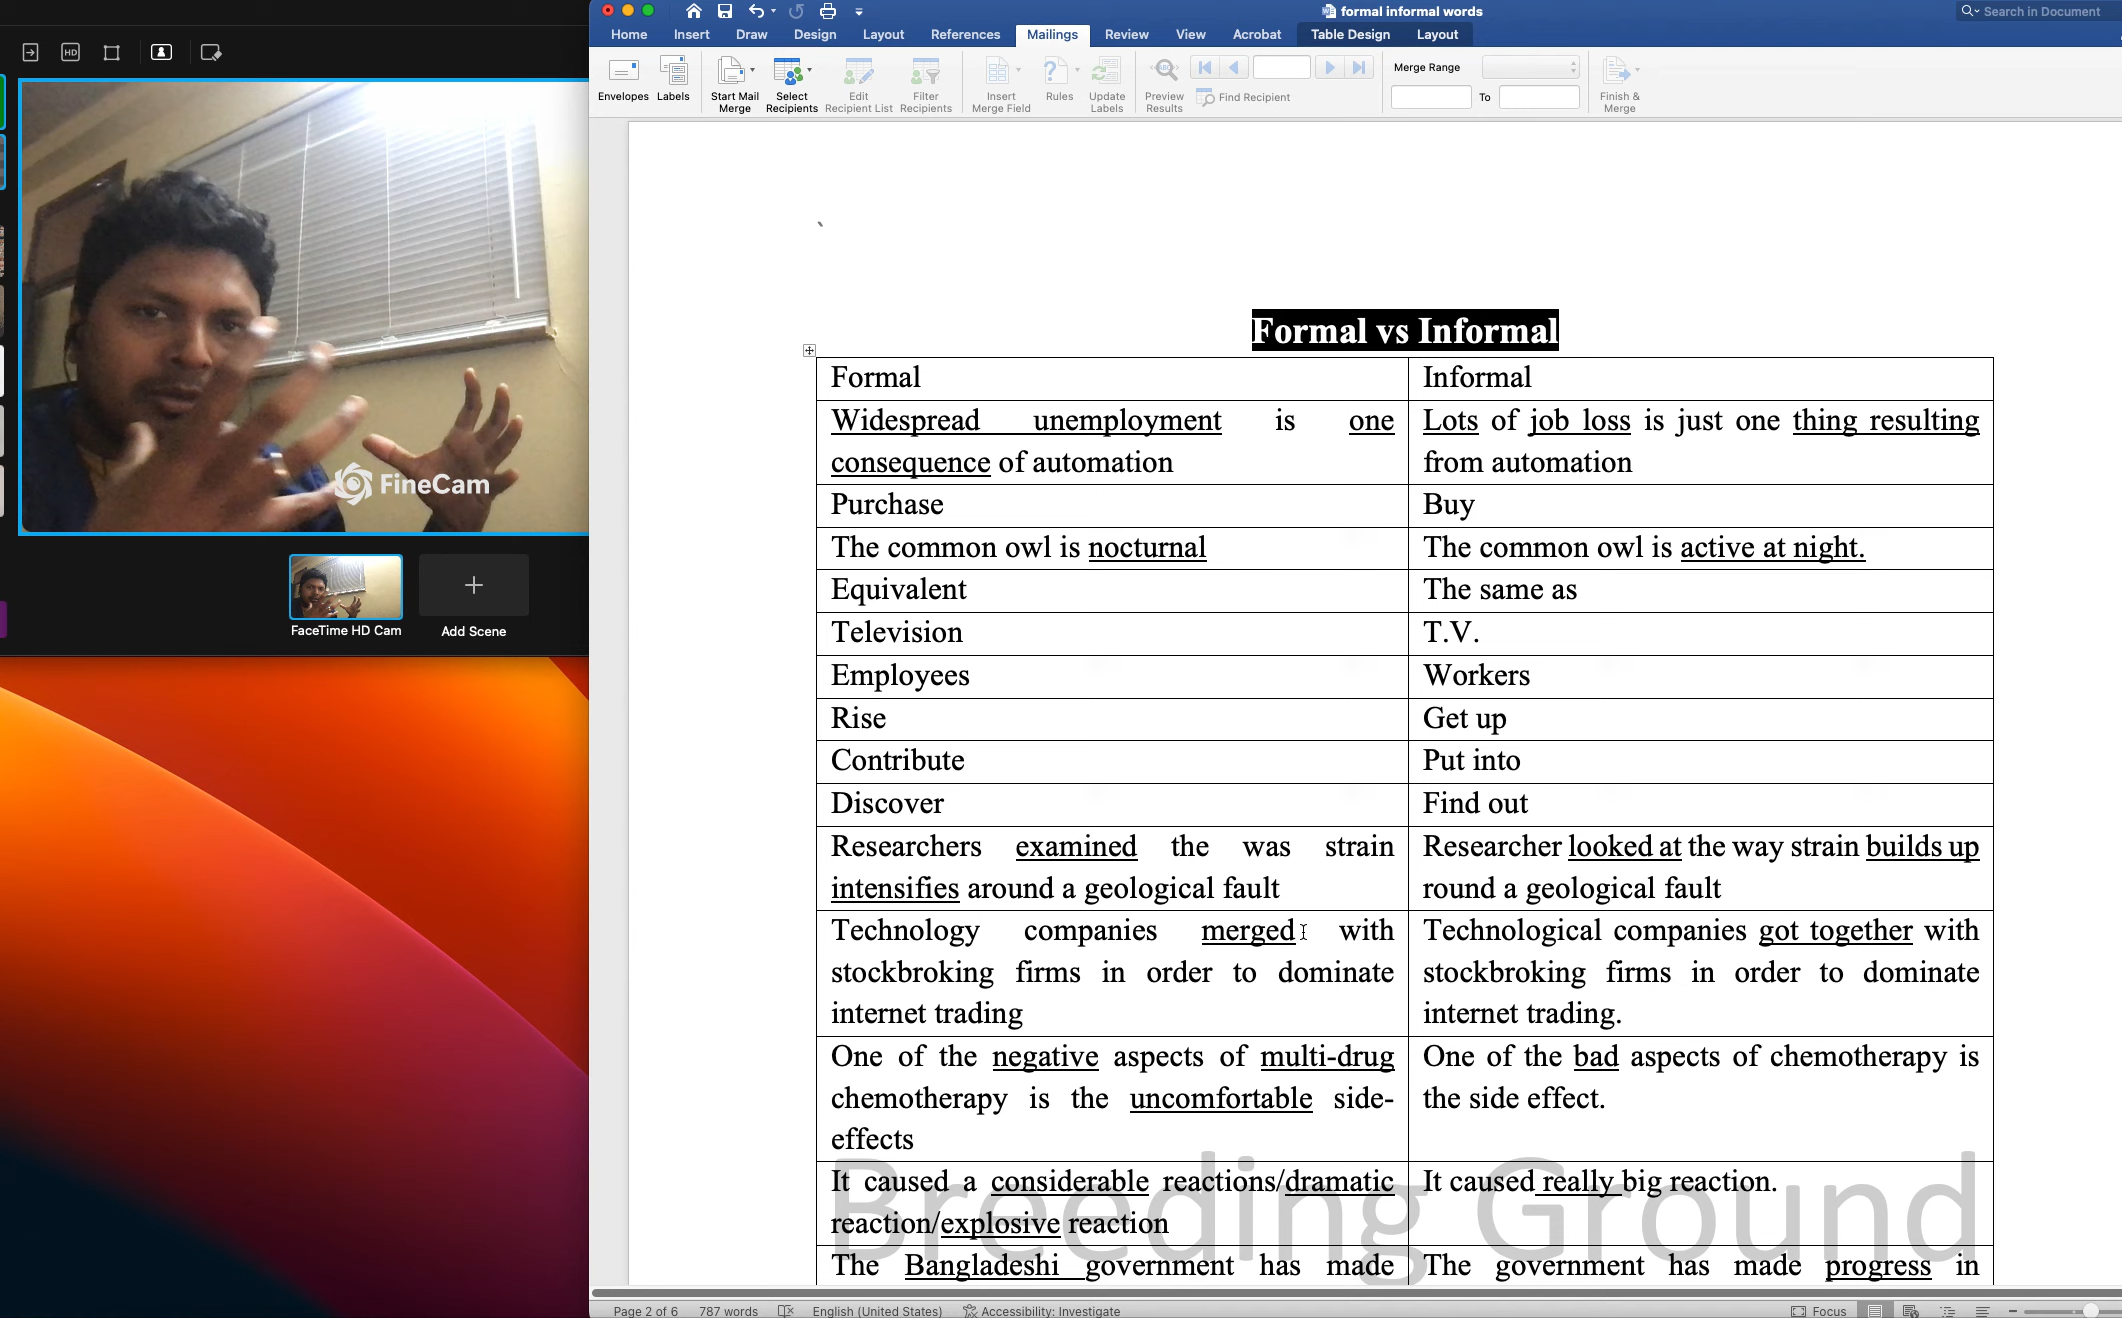 formal informal words
Search in Document
Home Insert Draw Design Layout References Mailings Review View Acrobat Table Design Layout
HD
Envelopes Labels Start Mail Merge Select Recipients Edit Recipient List Filter Recipients Insert Merge Field Rules Update Labels Preview Results Find Recipient Merge Range To Finish & Merge
ABC
FineCam
FaceTime HD Cam
Add Scene
`
Formal vs Informal
Formal
Informal
Widespread unemployment is one
consequence of automation
Lots of job loss is just one thing resulting
from automation
Purchase
Buy
The common owl is nocturnal
The common owl is active at night.
Equivalent
The same as
Television
T.V.
Employees
Workers
Rise
Get up
Contribute
Put into
Discover
Find out
Researchers examined the was strain
intensifies around a geological fault
Researcher looked at the way strain builds up
round a geological fault
Technology companies merged with
stockbroking firms in order to dominate
internet trading
Technological companies got together with
stockbroking firms in order to dominate
internet trading.
One of the negative aspects of multi-drug
chemotherapy is the uncomfortable side-
effects
One of the bad aspects of chemotherapy is
the side effect.
It caused a considerable reactions/dramatic
reaction/explosive reaction
It caused really big reaction.
The Bangladeshi government has made
The government has made progress in
Breeding Ground
Page 2 of 6 787 words English (United States) Accessibility: Investigate Focus